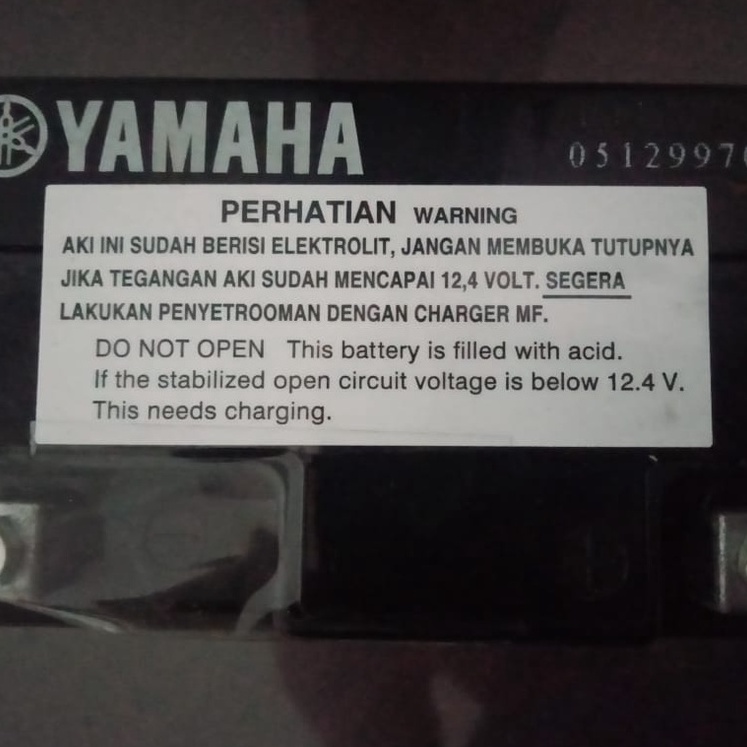 YAMAHA
0512997
PERHATIAN WARNING
AKI INI SUDAH BERISI ELEKTROLIT, JANGAN MEMBUKA TUTUPNYA
JIKA TEGANGAN AKI SUDAH MENCAPAI 12,4 VOLT. SEGERA
LAKUKAN PENYETROOMAN DENGAN CHARGER MF.
DO NOT OPEN This battery is filled with acid.
If the stabilized open circuit voltage is below 12.4 V.
This needs charging.